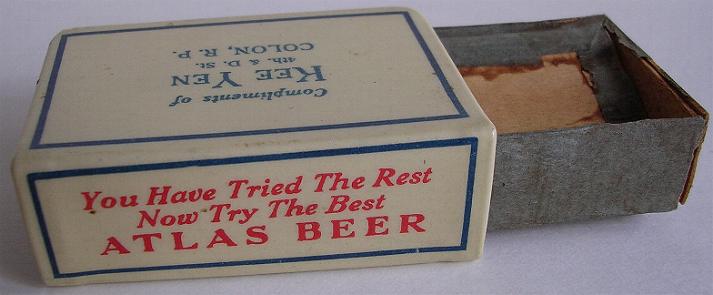 Compliments of
KEE YEN
4th. & D. St.
COLON, R. P.
You Have Tried The Rest
Now Try The Best
ATLAS BEER